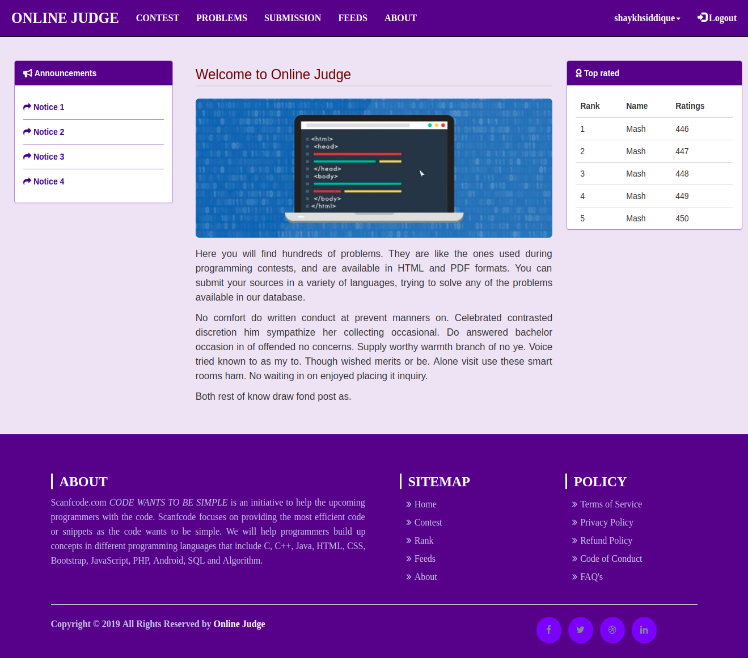 ONLINE JUDGE CONTEST PROBLEMS SUBMISSION FEEDS ABOUT shaykhsiddique Logout
Announcements
Notice 1
Notice 2
Notice 3
Notice 4
Welcome to Online Judge
<html>
<head>
</head>
<body>
</body>
</html>
Here you will find hundreds of problems. They are like the ones used during
programming contests, and are available in HTML and PDF formats. You can
submit your sources in a variety of languages, trying to solve any of the problems
available in our database.
No comfort do written conduct at prevent manners on. Celebrated contrasted
discretion him sympathize her collecting occasional. Do answered bachelor
occasion in of offended no concerns. Supply worthy warmth branch of no ye. Voice
tried known to as my to. Though wished merits or be. Alone visit use these smart
rooms ham. No waiting in on enjoyed placing it inquiry.
Both rest of know draw fond post as.
Top rated
Rank Name Ratings
1 Mash 446
2 Mash 447
3 Mash 448
4 Mash 449
5 Mash 450
ABOUT
Scanfcode.com CODE WANTS TO BE SIMPLE is an initiative to help the upcoming
programmers with the code. Scanfcode focuses on providing the most efficient code
or snippets as the code wants to be simple. We will help programmers build up
concepts in different programming languages that include C, C++, Java, HTML, CSS,
Bootstrap, JavaScript, PHP, Android, SQL and Algorithm.
SITEMAP
Home
Contest
Rank
Feeds
About
POLICY
Terms of Service
Privacy Policy
Refund Policy
Code of Conduct
FAQ's
Copyright © 2019 All Rights Reserved by Online Judge